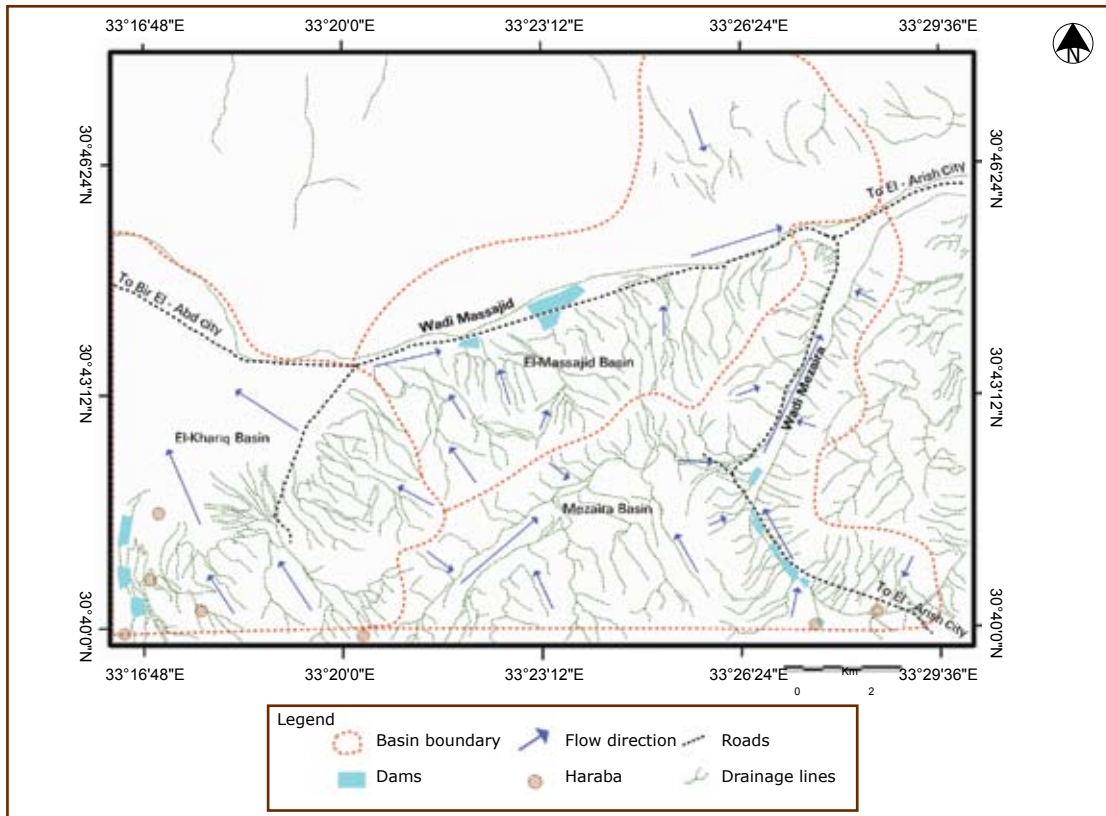 33°16'48"E 33°20'0"E 33°23'12"E 33°26'24"E 33°29'36"E
N
30°46'24"N
30°46'24"N
To El - Arish City
To Bir El - Abd city
Wadi Massajid
El-Massajid Basin
30°43'12"N
30°43'12"N
Wadi Mezaira
El-Khariq Basin
Mezaira Basin
To El - Arish City
30°40'0"N
30°40'0"N
33°16'48"E 33°20'0"E 33°23'12"E 33°26'24"E 33°29'36"E
Km
0 2
Legend
Basin boundary Flow direction Roads
Dams Haraba Drainage lines